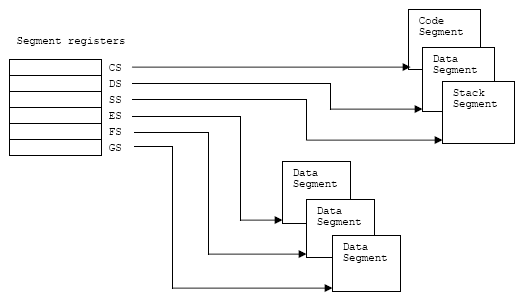 Segment registers
CS
DS
SS
ES
FS
GS
Code
Segment
Data
Segment
Stack
Segment
Data
Segment
Data
Segment
Data
Segment